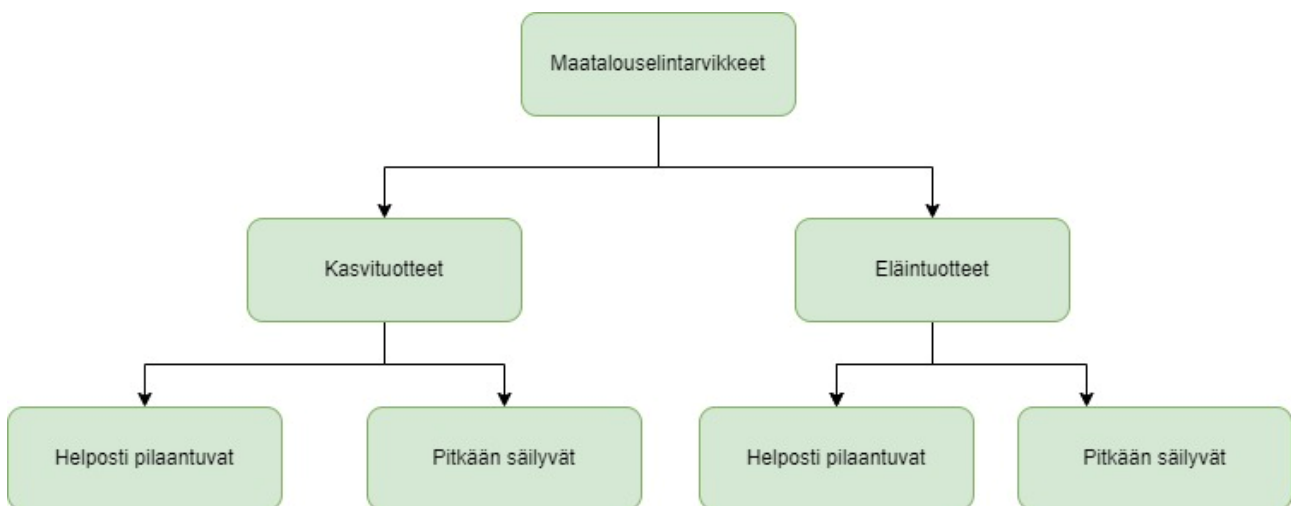 Maatalouselintarvikkeet
Kasvituotteet
Eläintuotteet
Helposti pilaantuvat
Pitkään säilyvät
Helposti pilaantuvat
Pitkään säilyvät